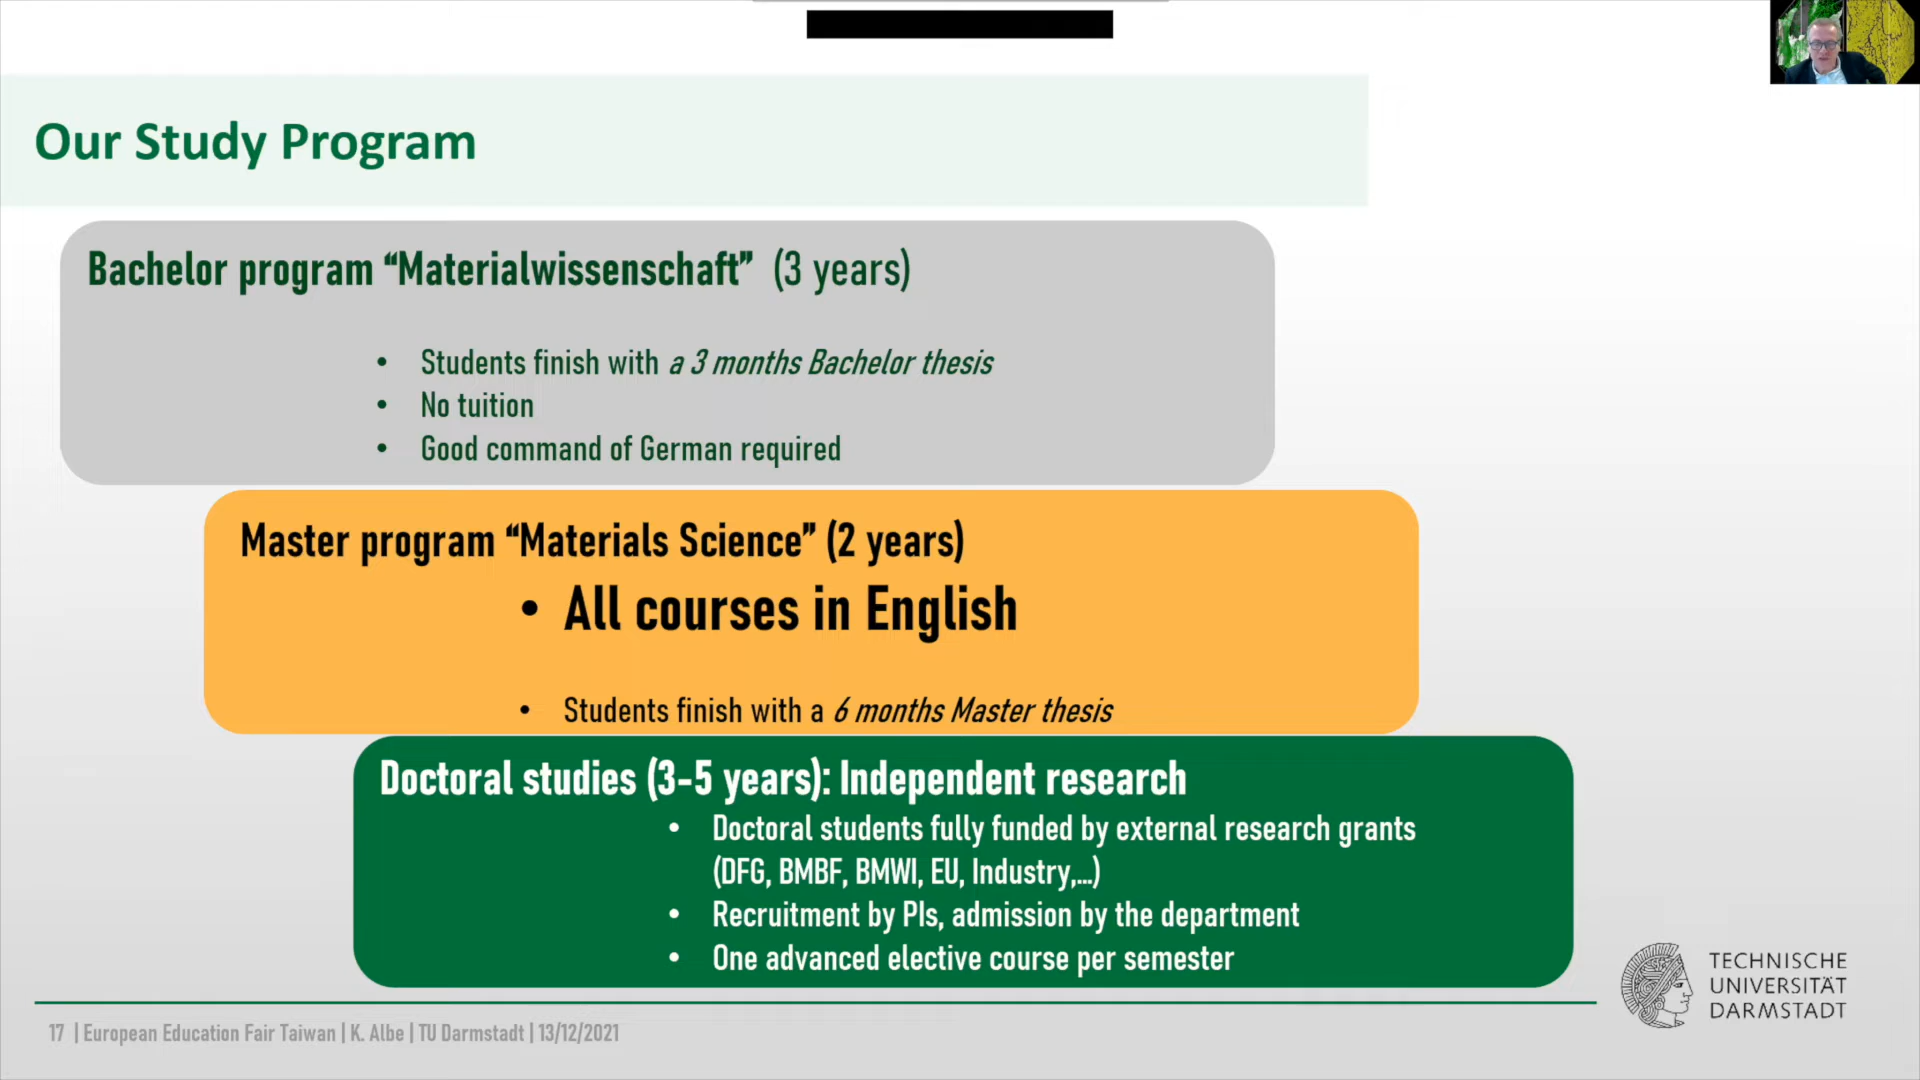 Our Study Program
Bachelor program “Materialwissenschaft” (3 years)
• Students finish with a 3 months Bachelor thesis
• No tuition
• Good command of German required
Master program “Materials Science” (2 years)
• All courses in English
• Students finish with a 6 months Master thesis
Doctoral studies (3-5 years): Independent research
• Doctoral students fully funded by external research grants
(DFG, BMBF, BMWI, EU, Industry,...)
• Recruitment by PIs, admission by the department
• One advanced elective course per semester
TECHNISCHE
UNIVERSITÄT
DARMSTADT
17 | European Education Fair Taiwan | K. Albe | TU Darmstadt | 13/12/2021